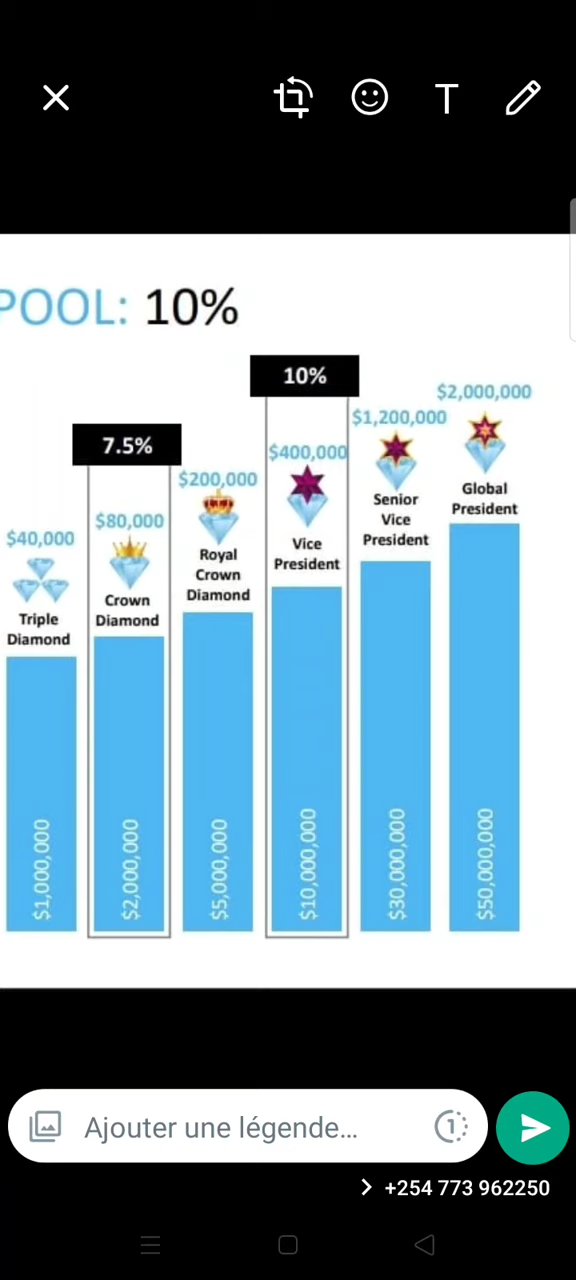 T
POOL: 10%
10%
$2,000,000
$1,200,000
7.5%
$400,000
$200,000
Global
President
Senior
Vice
President
$80,000
$40,000
Vice
President
Royal
Crown
Diamond
Crown
Diamond
Triple
Diamond
$1,000,000
$2,000,000
$5,000,000
$10,000,000
$30,000,000
$50,000,000
Ajouter une légende...
1
+254 773 962250